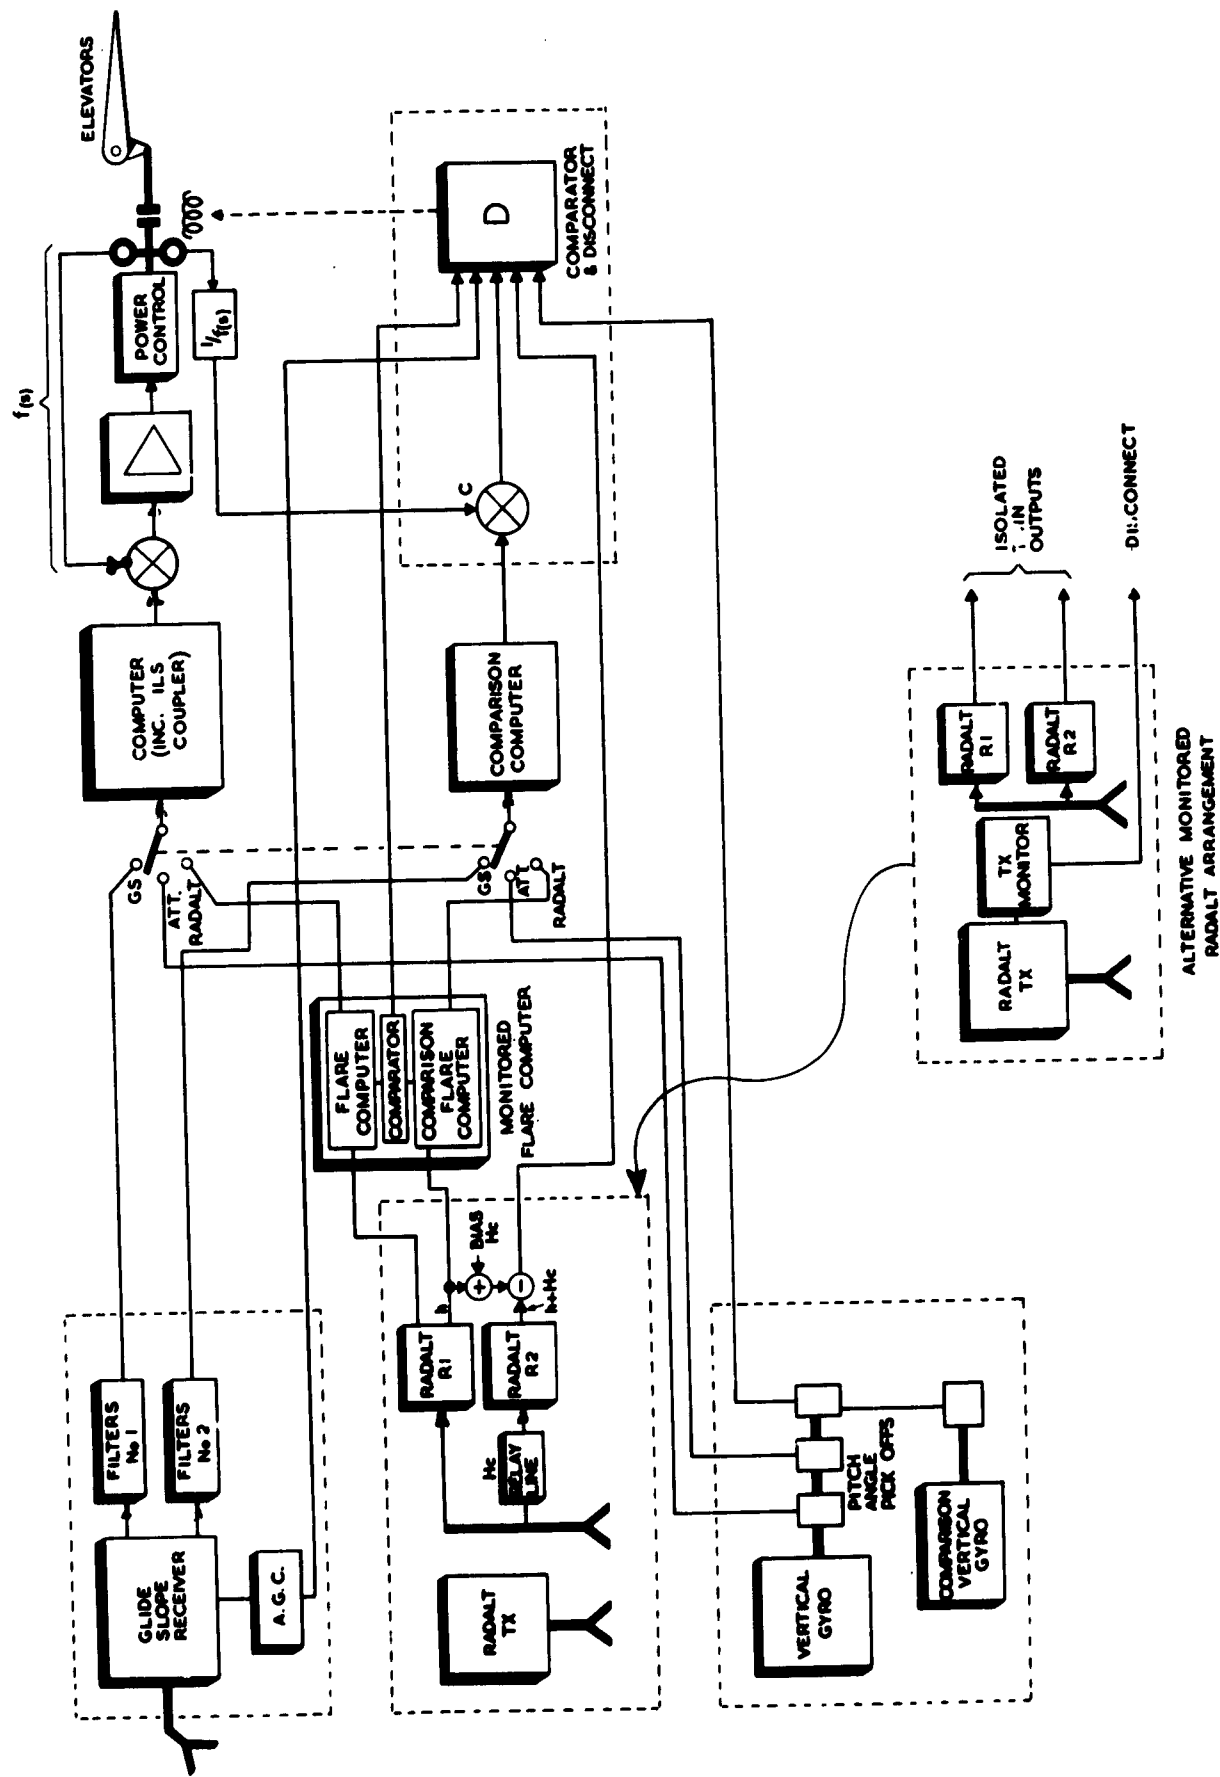 f(s)
ELEVATORS
POWER
CONTROL
1/f(s)
COMPUTER
(INC. ILS
COUPLER)
GS
ATT.
RADALT
FILTERS
No 1
FILTERS
No 2
GLIDE
SLOPE
RECEIVER
A.G.C.
D
COMPARATOR
& DISCONNECT
C
COMPARISON
COMPUTER
GS
ATT
RADALT
FLARE
COMPUTER
COMPARATOR
COMPARISON
FLARE
COMPUTER
MONITORED
FLARE COMPUTER
BIAS
Hc
+
−
h
h+Hc
RADALT
R1
RADALT
R2
Hc
LINE
RADALT
TX
PITCH
ANGLE
PICK OFFS
VERTICAL
GYRO
COMPARISON
VERTICAL
GYRO
ISOLATED
OUTPUTS
RADALT
R1
RADALT
R2
TX
MONITOR
RADALT
TX
ALTERNATIVE MONITORED
RADALT ARRANGEMENT